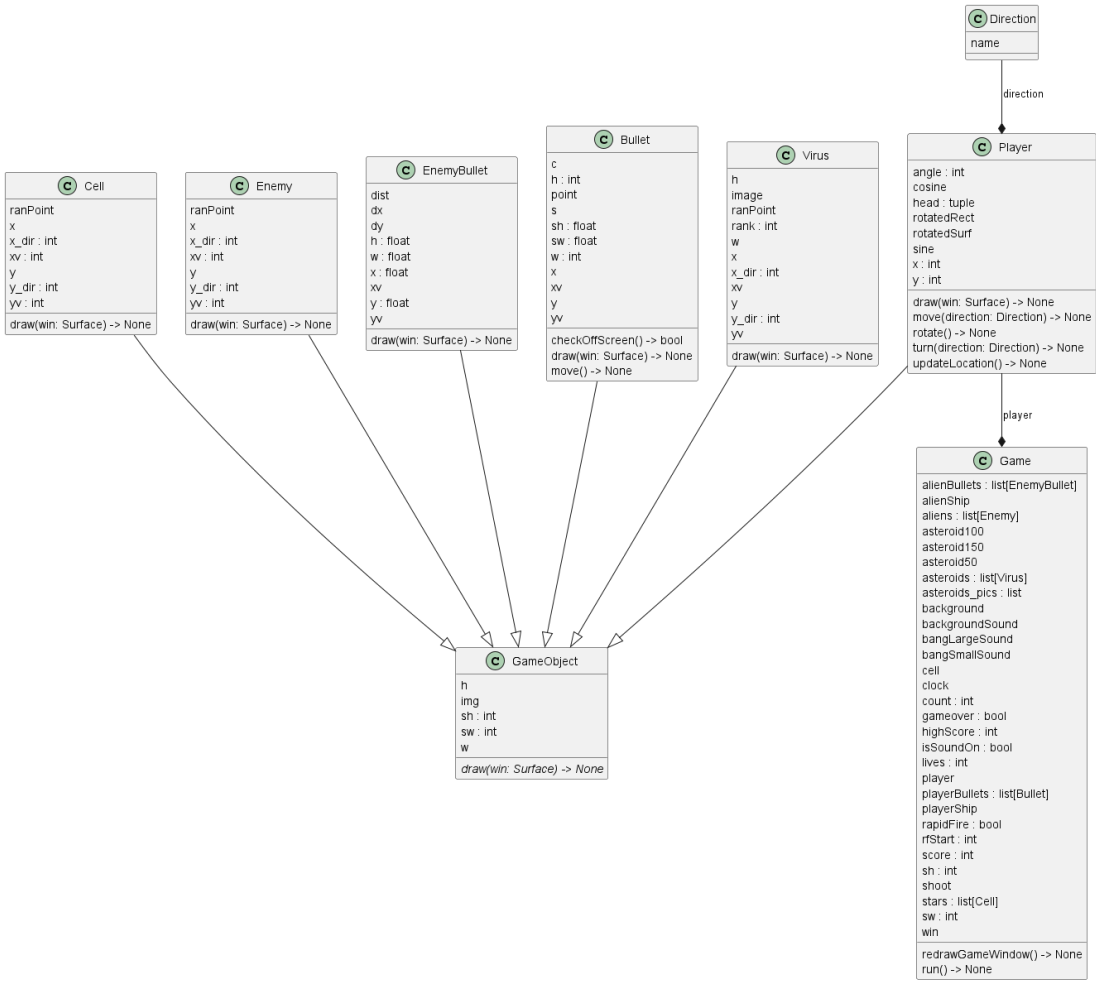 C Direction
name
direction
C Cell
ranPoint
x
x_dir : int
xv : int
y
y_dir : int
yv : int
draw(win: Surface) -> None
C Enemy
ranPoint
x
x_dir : int
xv : int
y
y_dir : int
yv : int
draw(win: Surface) -> None
C EnemyBullet
dist
dx
dy
h : float
w : float
x : float
xv
y : float
yv
draw(win: Surface) -> None
C Bullet
c
h : int
point
s
sh : float
sw : float
w : int
x
xv
y
yv
checkOffScreen() -> bool
draw(win: Surface) -> None
move() -> None
C Virus
h
image
ranPoint
rank : int
w
x
x_dir : int
xv
y
y_dir : int
yv
draw(win: Surface) -> None
C Player
angle : int
cosine
head : tuple
rotatedRect
rotatedSurf
sine
x : int
y : int
draw(win: Surface) -> None
move(direction: Direction) -> None
rotate() -> None
turn(direction: Direction) -> None
updateLocation() -> None
player
C GameObject
h
img
sh : int
sw : int
w
draw(win: Surface) -> None
C Game
alienBullets : list[EnemyBullet]
alienShip
aliens : list[Enemy]
asteroid100
asteroid150
asteroid50
asteroids : list[Virus]
asteroids_pics : list
background
backgroundSound
bangLargeSound
bangSmallSound
cell
clock
count : int
gameover : bool
highScore : int
isSoundOn : bool
lives : int
player
playerBullets : list[Bullet]
playerShip
rapidFire : bool
rfStart : int
score : int
sh : int
shoot
stars : list[Cell]
sw : int
win
redrawGameWindow() -> None
run() -> None